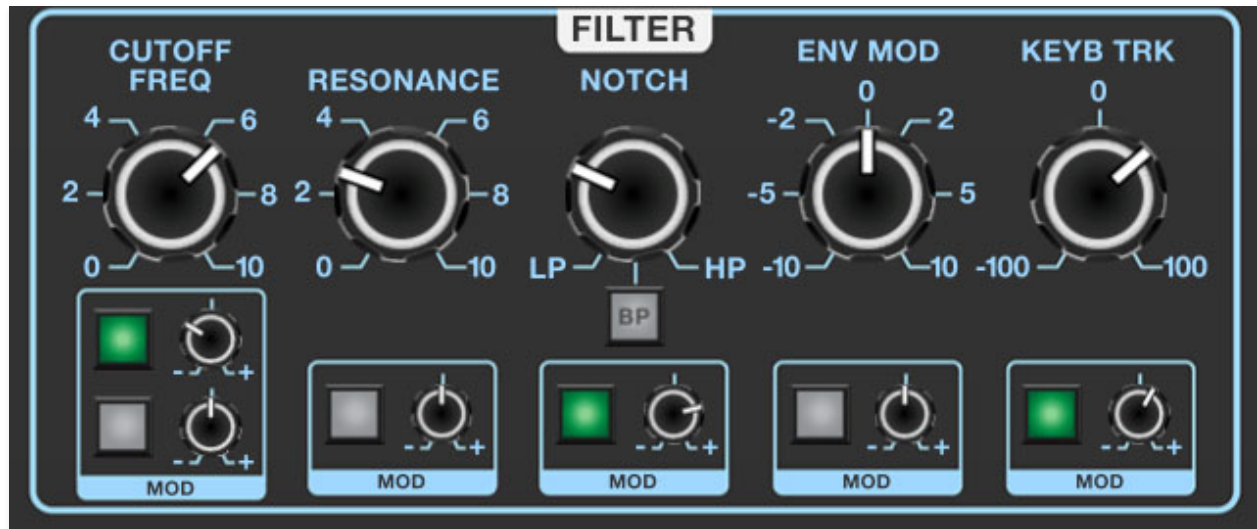 FILTER
CUTOFF
FREQ
4 6
2 8
0 10
RESONANCE
4 6
2 8
0 10
NOTCH
LP HP
BP
ENV MOD
0
-2 2
-5 5
-10 10
KEYB TRK
0
-100 100
- +
- +
MOD
- +
MOD
- +
MOD
- +
MOD
- +
MOD